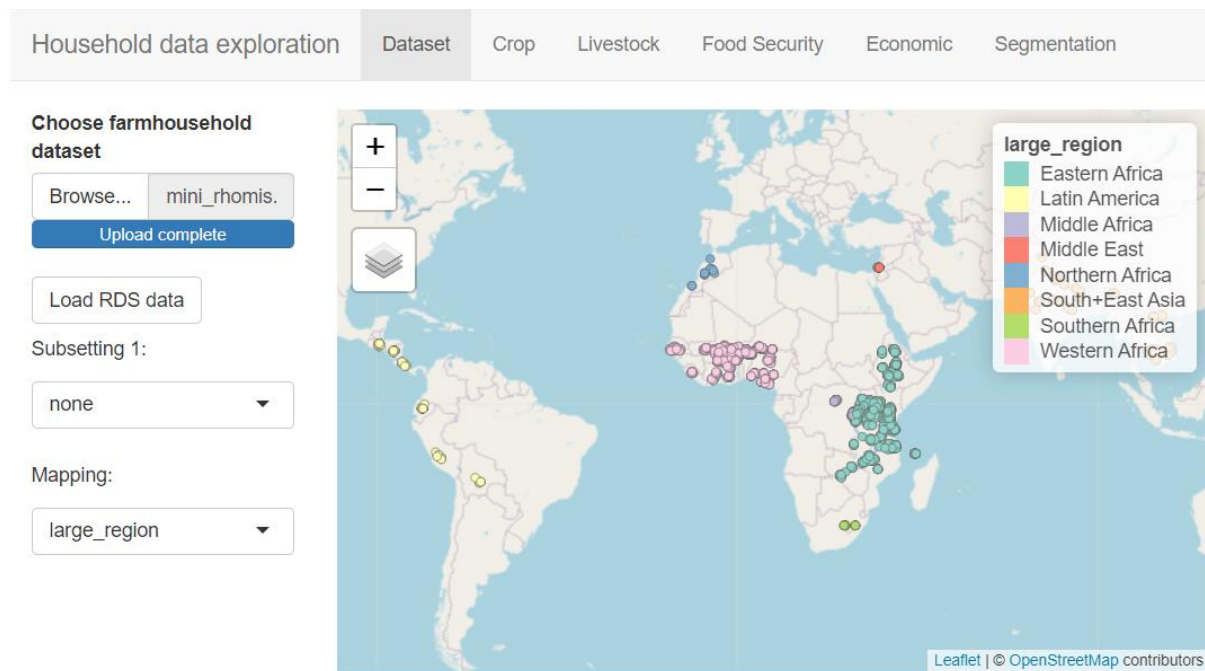 Household data exploration Dataset Crop Livestock Food Security Economic Segmentation
Choose farmhousehold
dataset
Browse... mini_rhomis.
Upload complete
Load RDS data
Subsetting 1:
none
Mapping:
large_region
+
−
large_region
Eastern Africa
Latin America
Middle Africa
Middle East
Northern Africa
South+East Asia
Southern Africa
Western Africa
Leaflet | © OpenStreetMap contributors